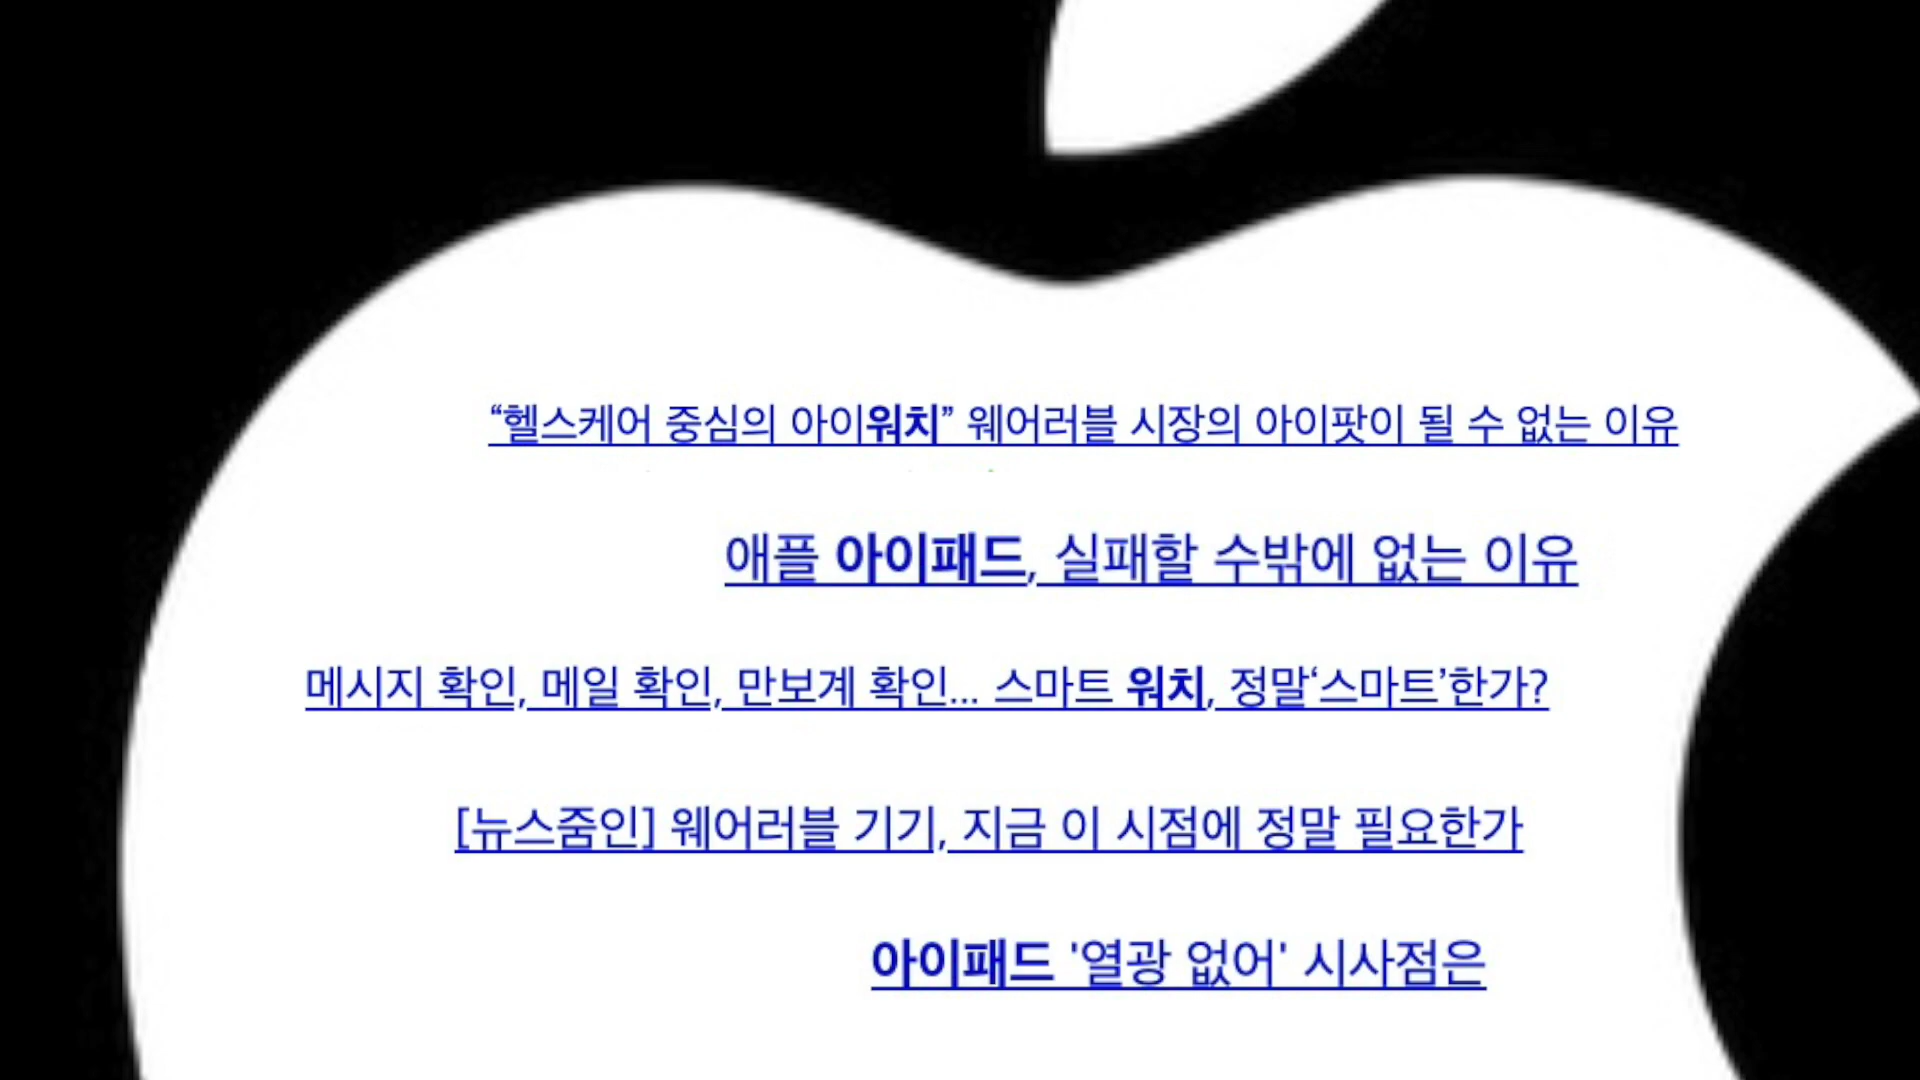 “헬스케어 중심의 아이워치” 웨어러블 시장의 아이팟이 될 수 없는 이유
애플 아이패드, 실패할 수밖에 없는 이유
메시지 확인, 메일 확인, 만보계 확인... 스마트 워치, 정말‘스마트’한가?
[뉴스줌인] 웨어러블 기기, 지금 이 시점에 정말 필요한가
아이패드 '열광 없어' 시사점은